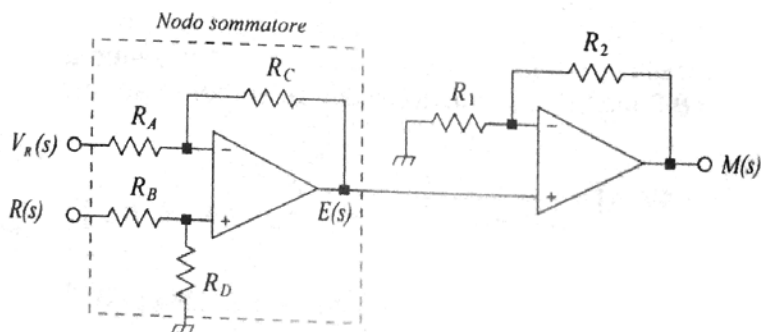 Nodo sommatore
R_C
R_A
V_R(s)
R_B
R(s)
R_D
E(s)
R_1
R_2
M(s)
−
+
−
+